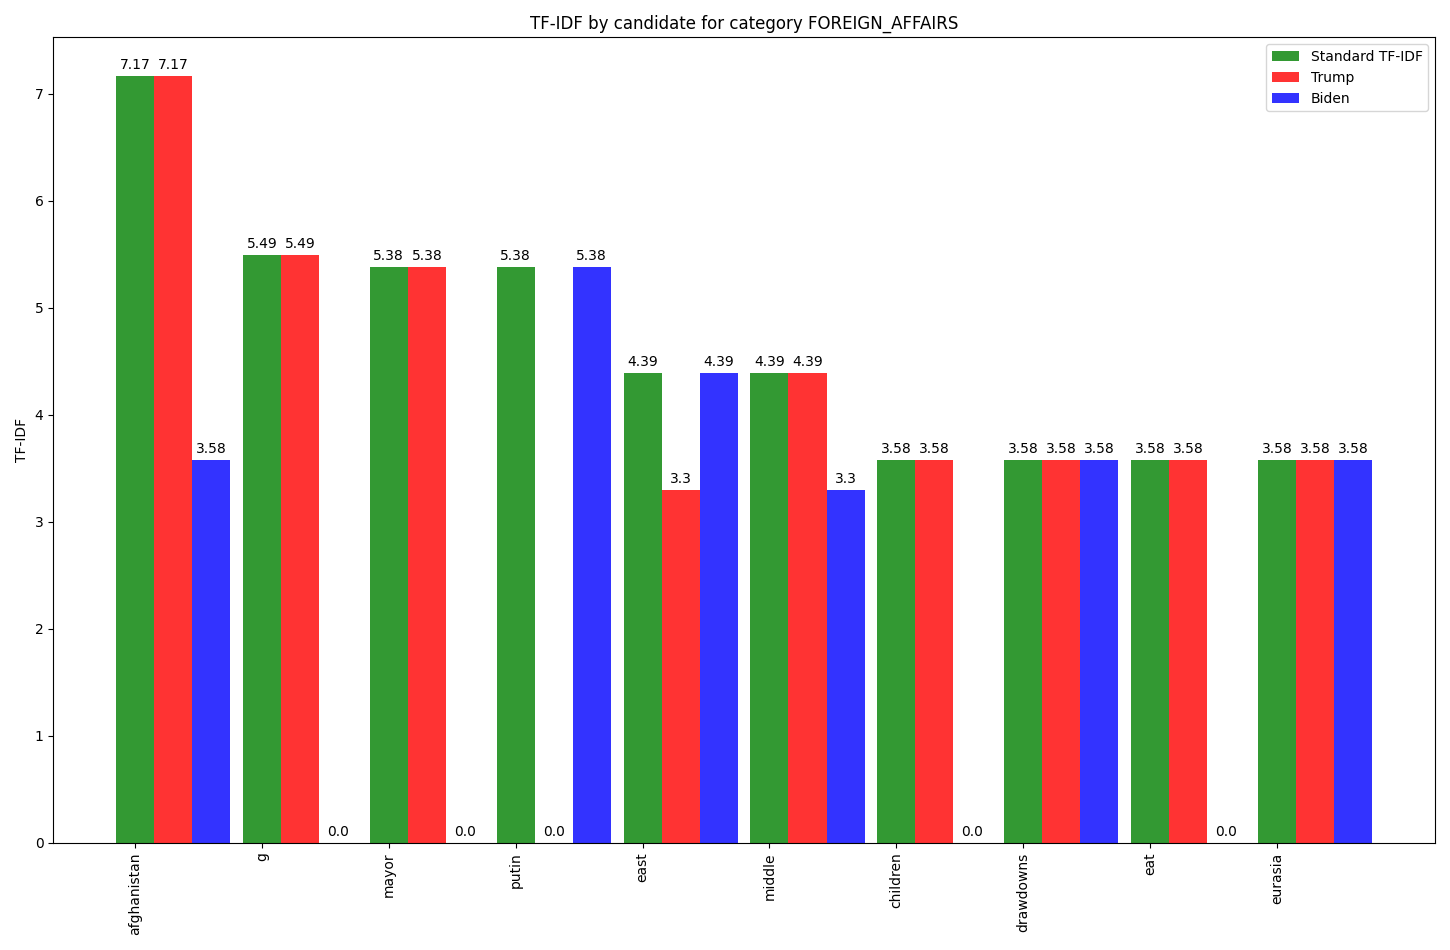 TF-IDF by candidate for category FOREIGN_AFFAIRS
Standard TF-IDF
Trump
Biden
TF-IDF
7
6
5
4
3
2
1
0
7.17 7.17 3.58
5.49 5.49 0.0
5.38 5.38 0.0
5.38 0.0 5.38
4.39 3.3 4.39
4.39 4.39 3.3
3.58 3.58 0.0
3.58 3.58 3.58
3.58 3.58 0.0
3.58 3.58 3.58
afghanistan
g
mayor
putin
east
middle
children
drawdowns
eat
eurasia